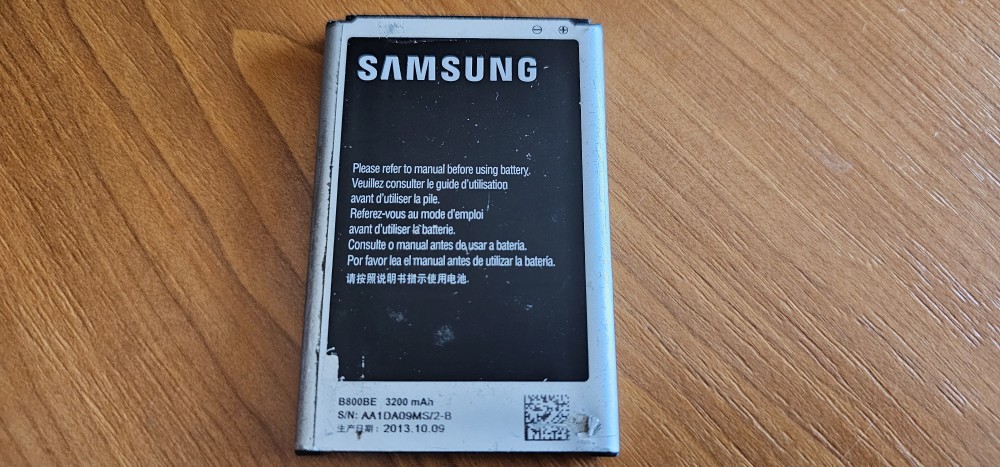 SAMSUNG
Please refer to manual before using battery.
Veuillez consulter le guide d'utilisation
avant d'utiliser la pile.
Referez-vous au mode d'emploi
avant d'utiliser la batterie.
Consulte o manual antes de usar a bateria.
Por favor lea el manual antes de utilizar la batería.
请按照说明书指示使用电池.
B800BE 3200 mAh
S/N: AA1DA09MS/2-B
生产日期: 2013.10.09